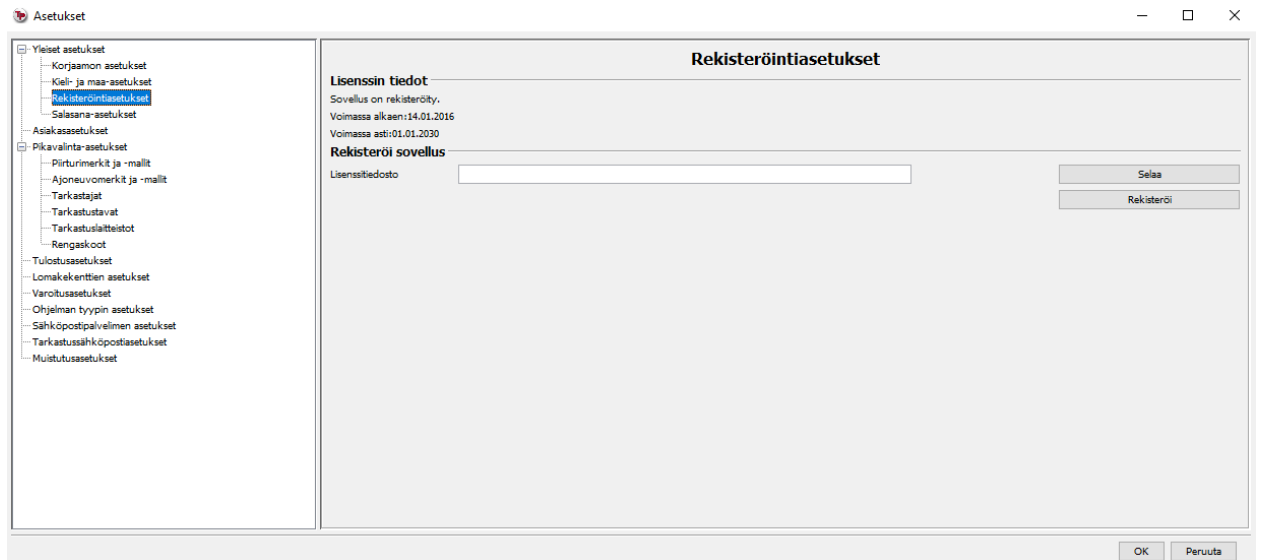 Asetukset
Yleiset asetukset
Korjaamon asetukset
Kieli- ja maa-asetukset
Rekisteröintiasetukset
Salasana-asetukset
Asiakasasetukset
Pikavalinta-asetukset
Piirturimerkit ja -mallit
Ajoneuvomerkit ja -mallit
Tarkastajat
Tarkastustavat
Tarkastuslaitteistot
Rengaskoot
Tulostusasetukset
Lomakekenttien asetukset
Varoitusasetukset
Ohjelman tyypin asetukset
Sähköpostipalvelimen asetukset
Tarkastussähköpostiasetukset
Muistutusasetukset
Rekisteröintiasetukset
Lisenssin tiedot
Sovellus on rekisteröity.
Voimassa alkaen:14.01.2016
Voimassa asti:01.01.2030
Rekisteröi sovellus
Lisenssitiedosto
Selaa
Rekisteröi
OK
Peruuta